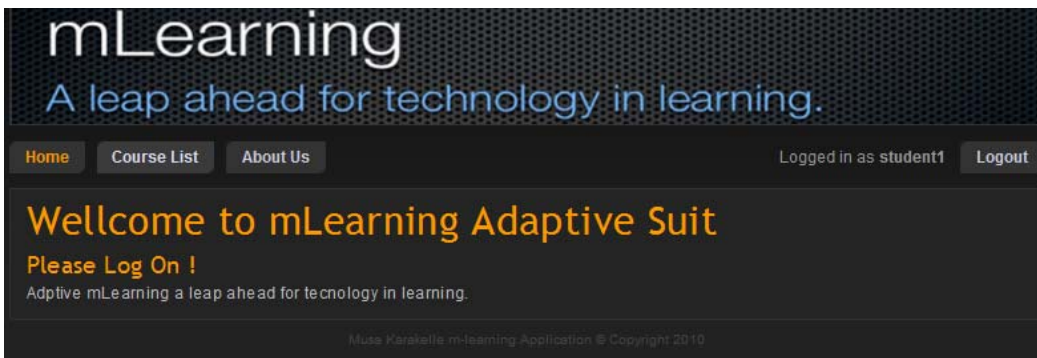 mLearning
A leap ahead for technology in learning.
Home Course List About Us Logged in as student1 Logout
Wellcome to mLearning Adaptive Suit
Please Log On !
Adptive mLearning a leap ahead for tecnology in learning.
Musa Karakelle m-learning Application © Copyright 2010